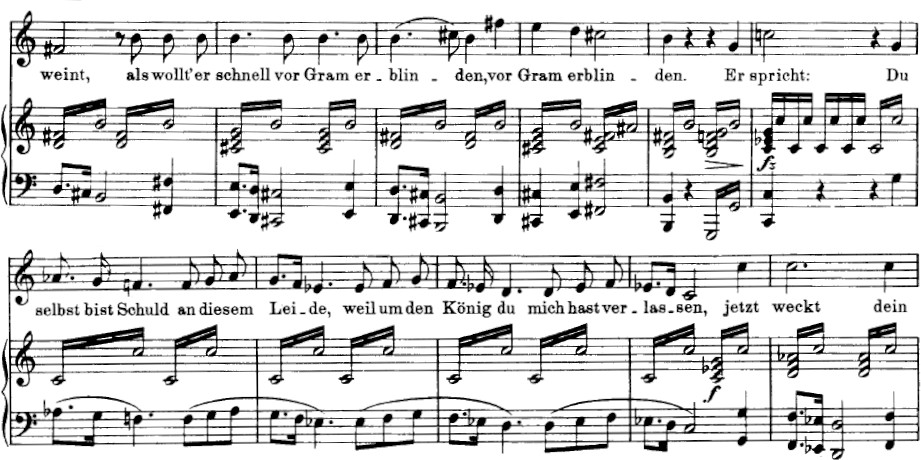 weint, als wollt'er schnell vor Gram er-blin-den, vor Gram erblin-den. Er spricht: Du
fz
selbst bist Schuld an diesem Lei-de, weil um den König du mich hast ver-las-sen, jetzt weckt dein
f